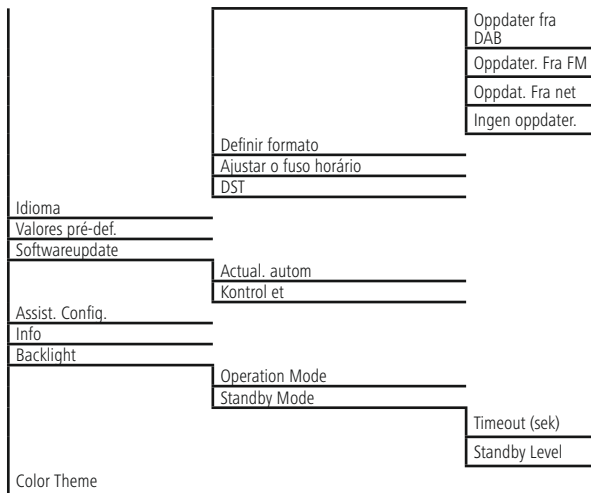 Oppdater fra
DAB
Oppdater. Fra FM
Oppdat. Fra net
Ingen oppdater.
Definir formato
Ajustar o fuso horário
DST
Idioma
Valores pré-def.
Softwareupdate
Actual. autom
Kontrol et
Assist. Config.
Info
Backlight
Operation Mode
Standby Mode
Timeout (sek)
Standby Level
Color Theme